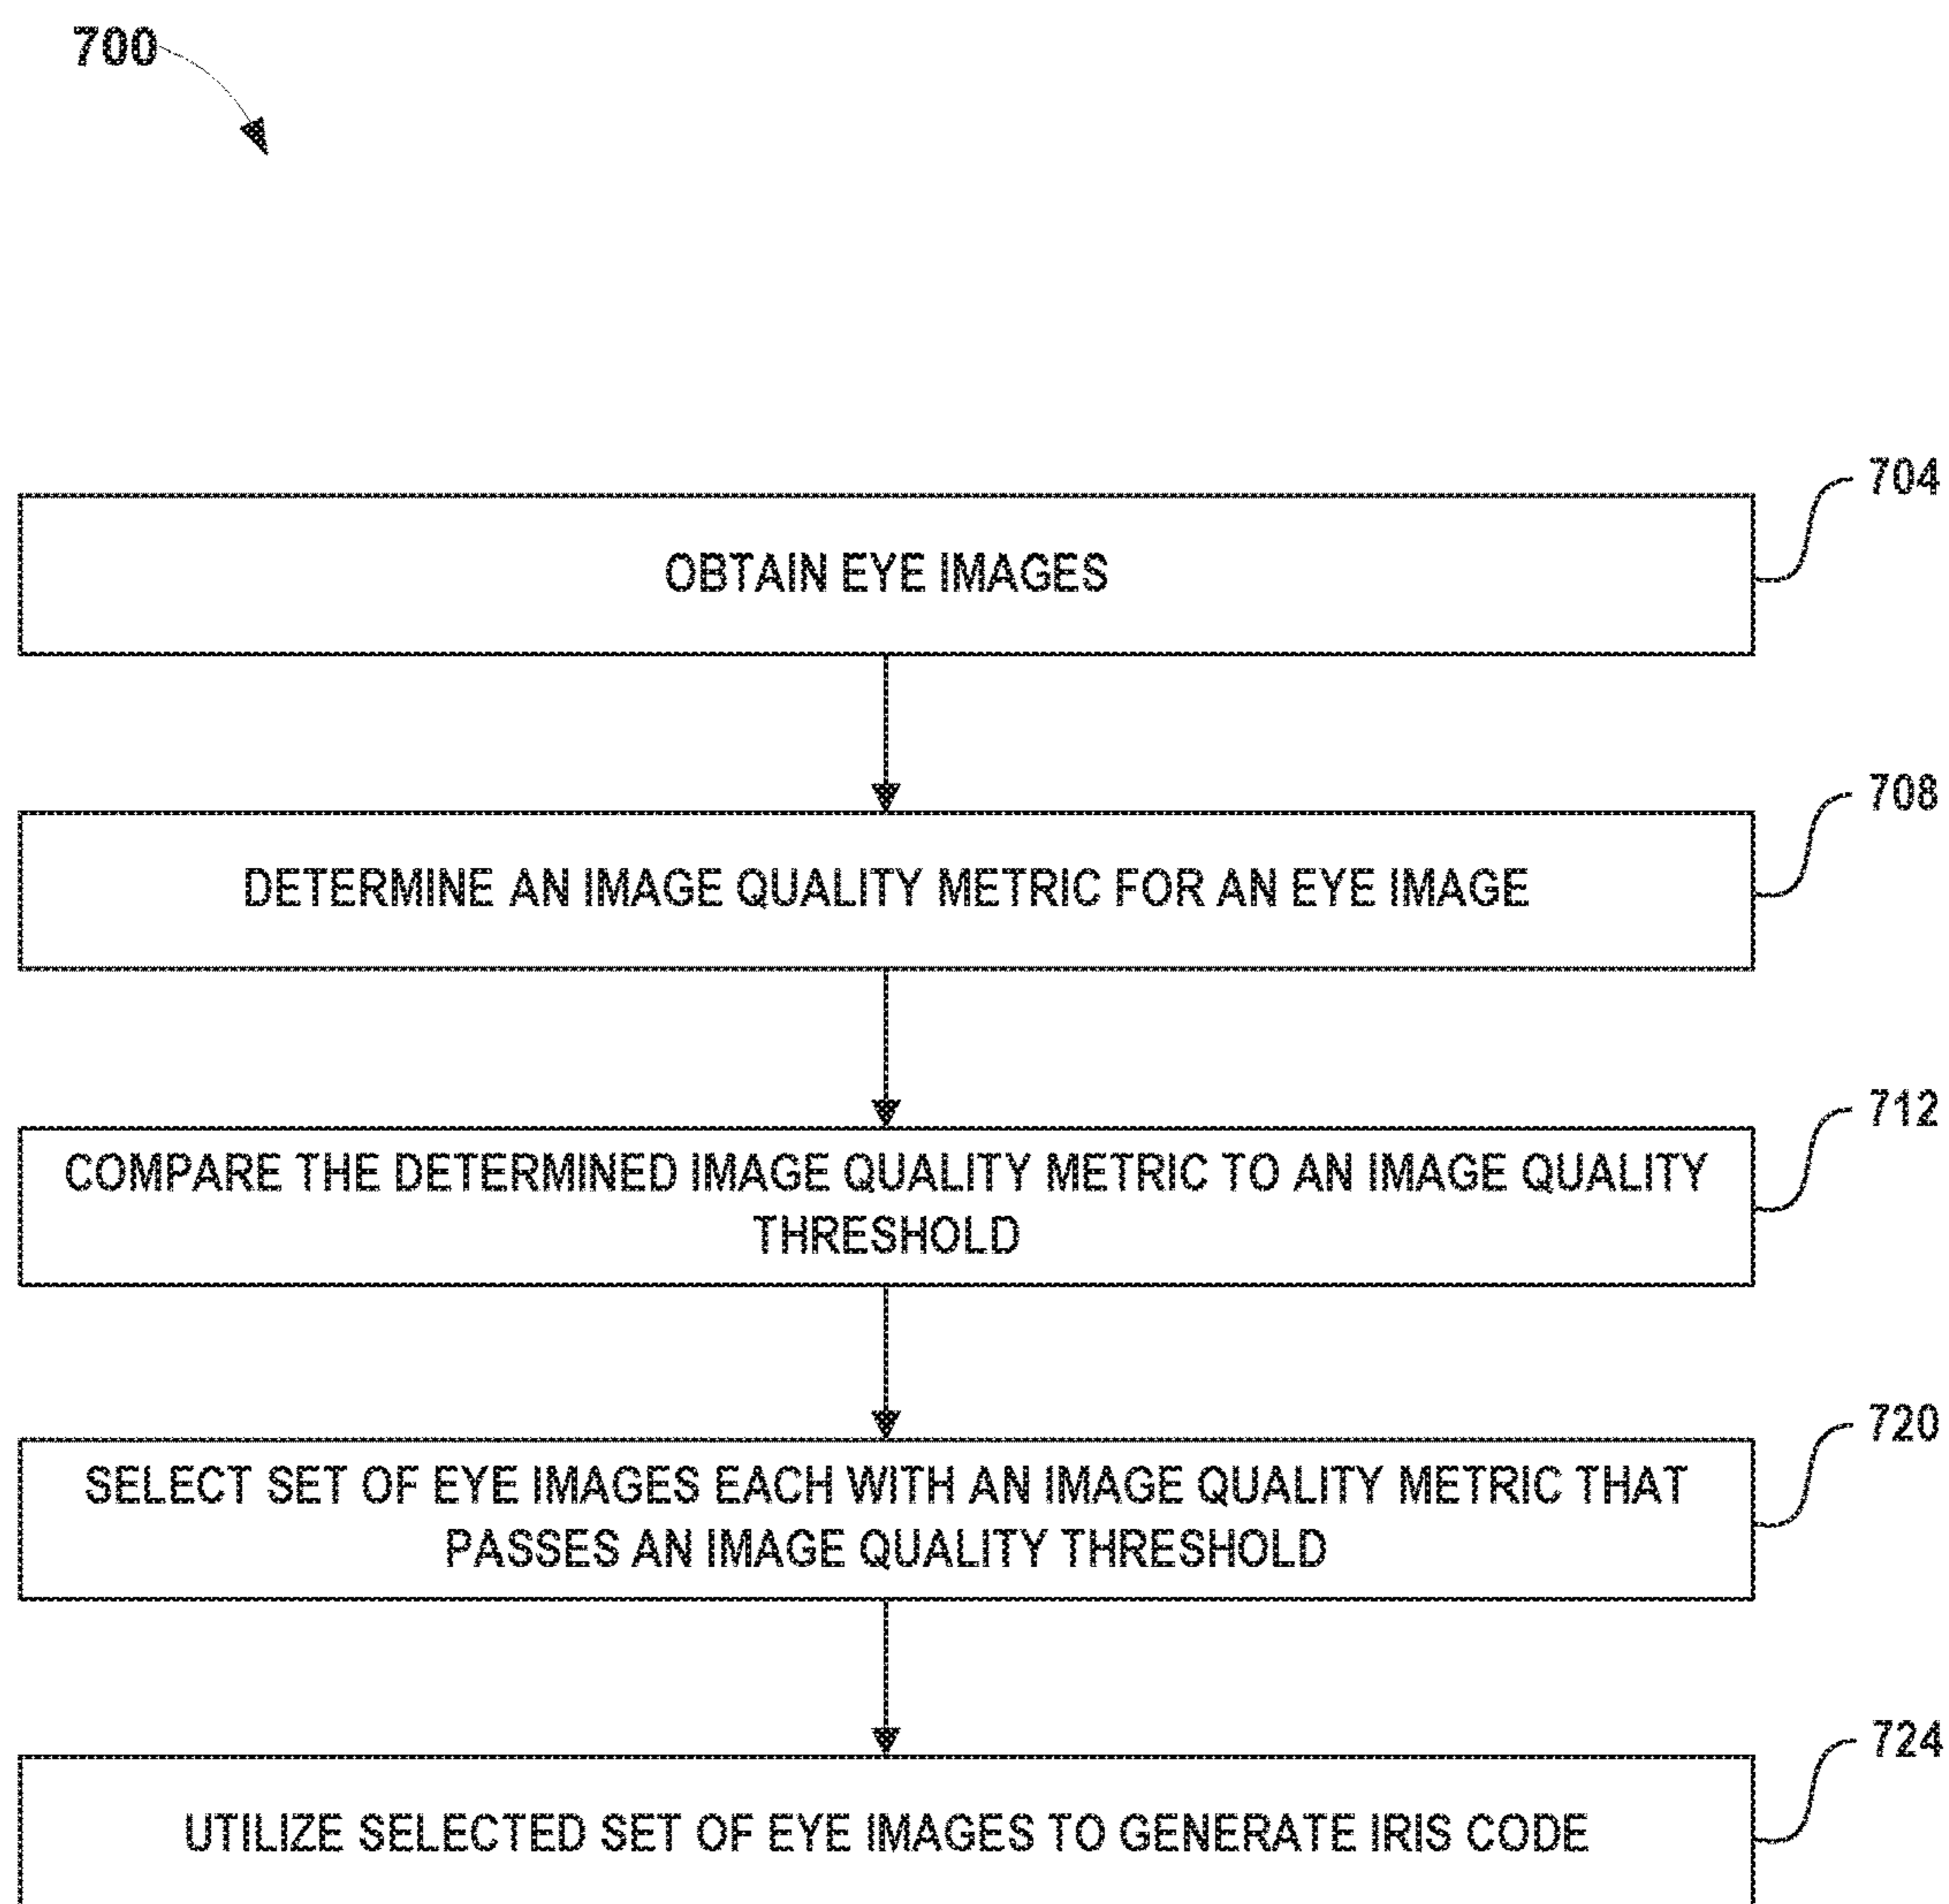 700
704
OBTAIN EYE IMAGES
708
DETERMINE AN IMAGE QUALITY METRIC FOR AN EYE IMAGE
712
COMPARE THE DETERMINED IMAGE QUALITY METRIC TO AN IMAGE QUALITY
THRESHOLD
720
SELECT SET OF EYE IMAGES EACH WITH AN IMAGE QUALITY METRIC THAT
PASSES AN IMAGE QUALITY THRESHOLD
724
UTILIZE SELECTED SET OF EYE IMAGES TO GENERATE IRIS CODE